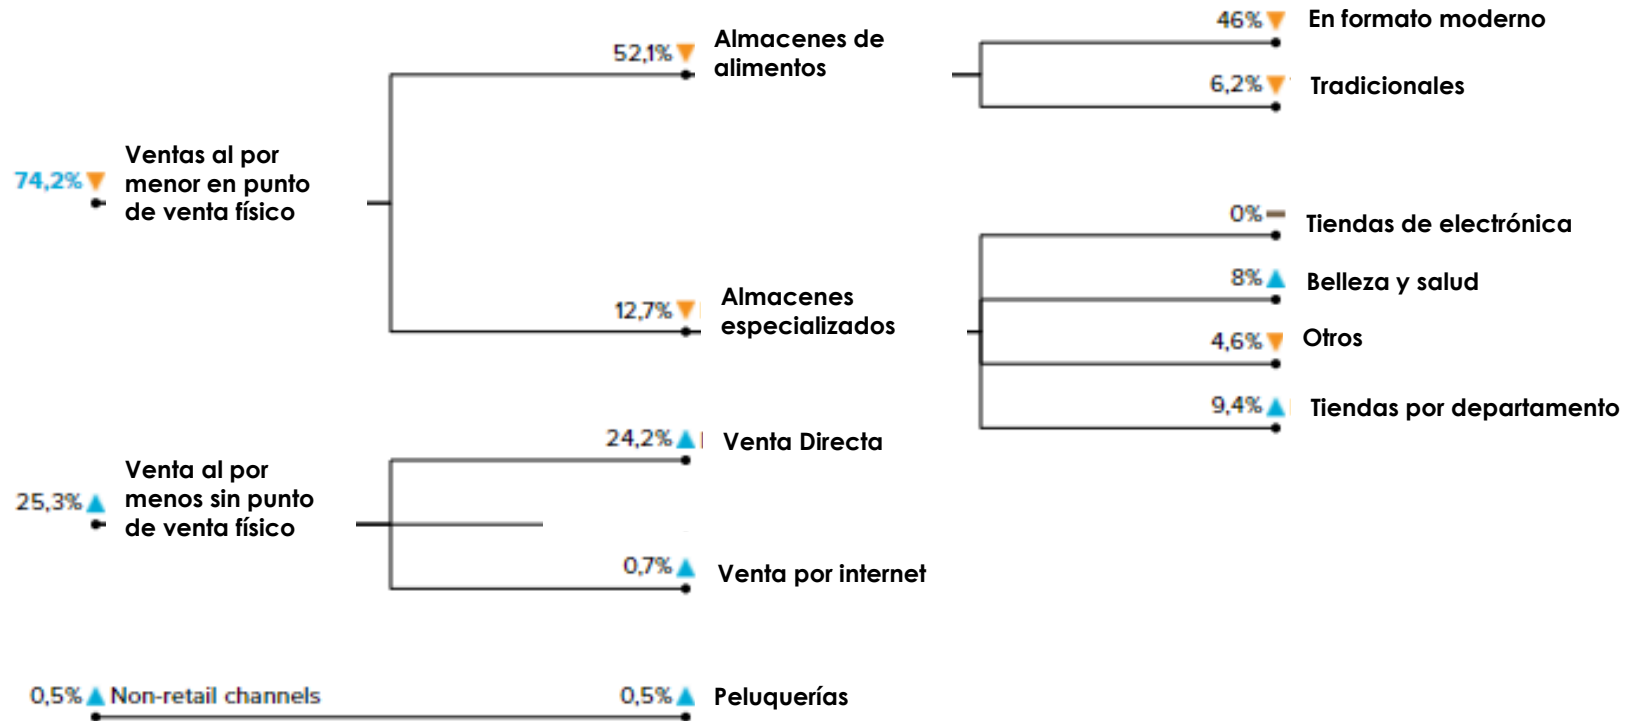 74,2%
Ventas al por
menor en punto
de venta físico
52,1%
Almacenes de
alimentos
46%
En formato moderno
6,2%
Tradicionales
12,7%
Almacenes
especializados
0%
Tiendas de electrónica
8%
Belleza y salud
4,6%
Otros
9,4%
Tiendas por departamento
25,3%
Venta al por
menos sin punto
de venta físico
24,2%
Venta Directa
0,7%
Venta por internet
0,5% Non-retail channels
0,5%
Peluquerías